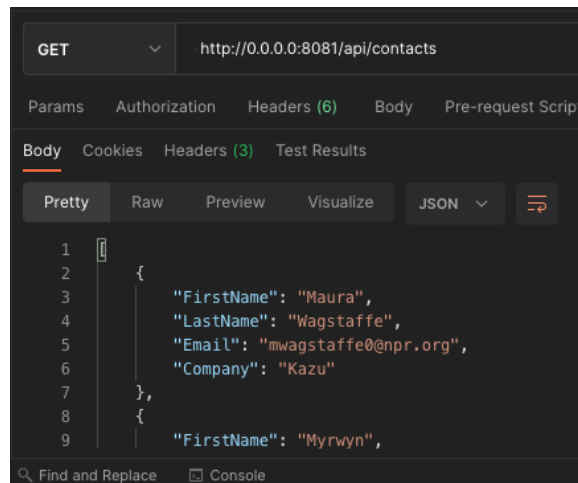 GET http://0.0.0.0:8081/api/contacts
Params Authorization Headers (6) Body Pre-request Scrip
Body Cookies Headers (3) Test Results
Pretty Raw Preview Visualize JSON
1 [
2 {
3 "FirstName": "Maura",
4 "LastName": "Wagstaffe",
5 "Email": "mwagstaffe0@npr.org",
6 "Company": "Kazu"
7 },
8 {
9 "FirstName": "Myrwyn",
Find and Replace Console